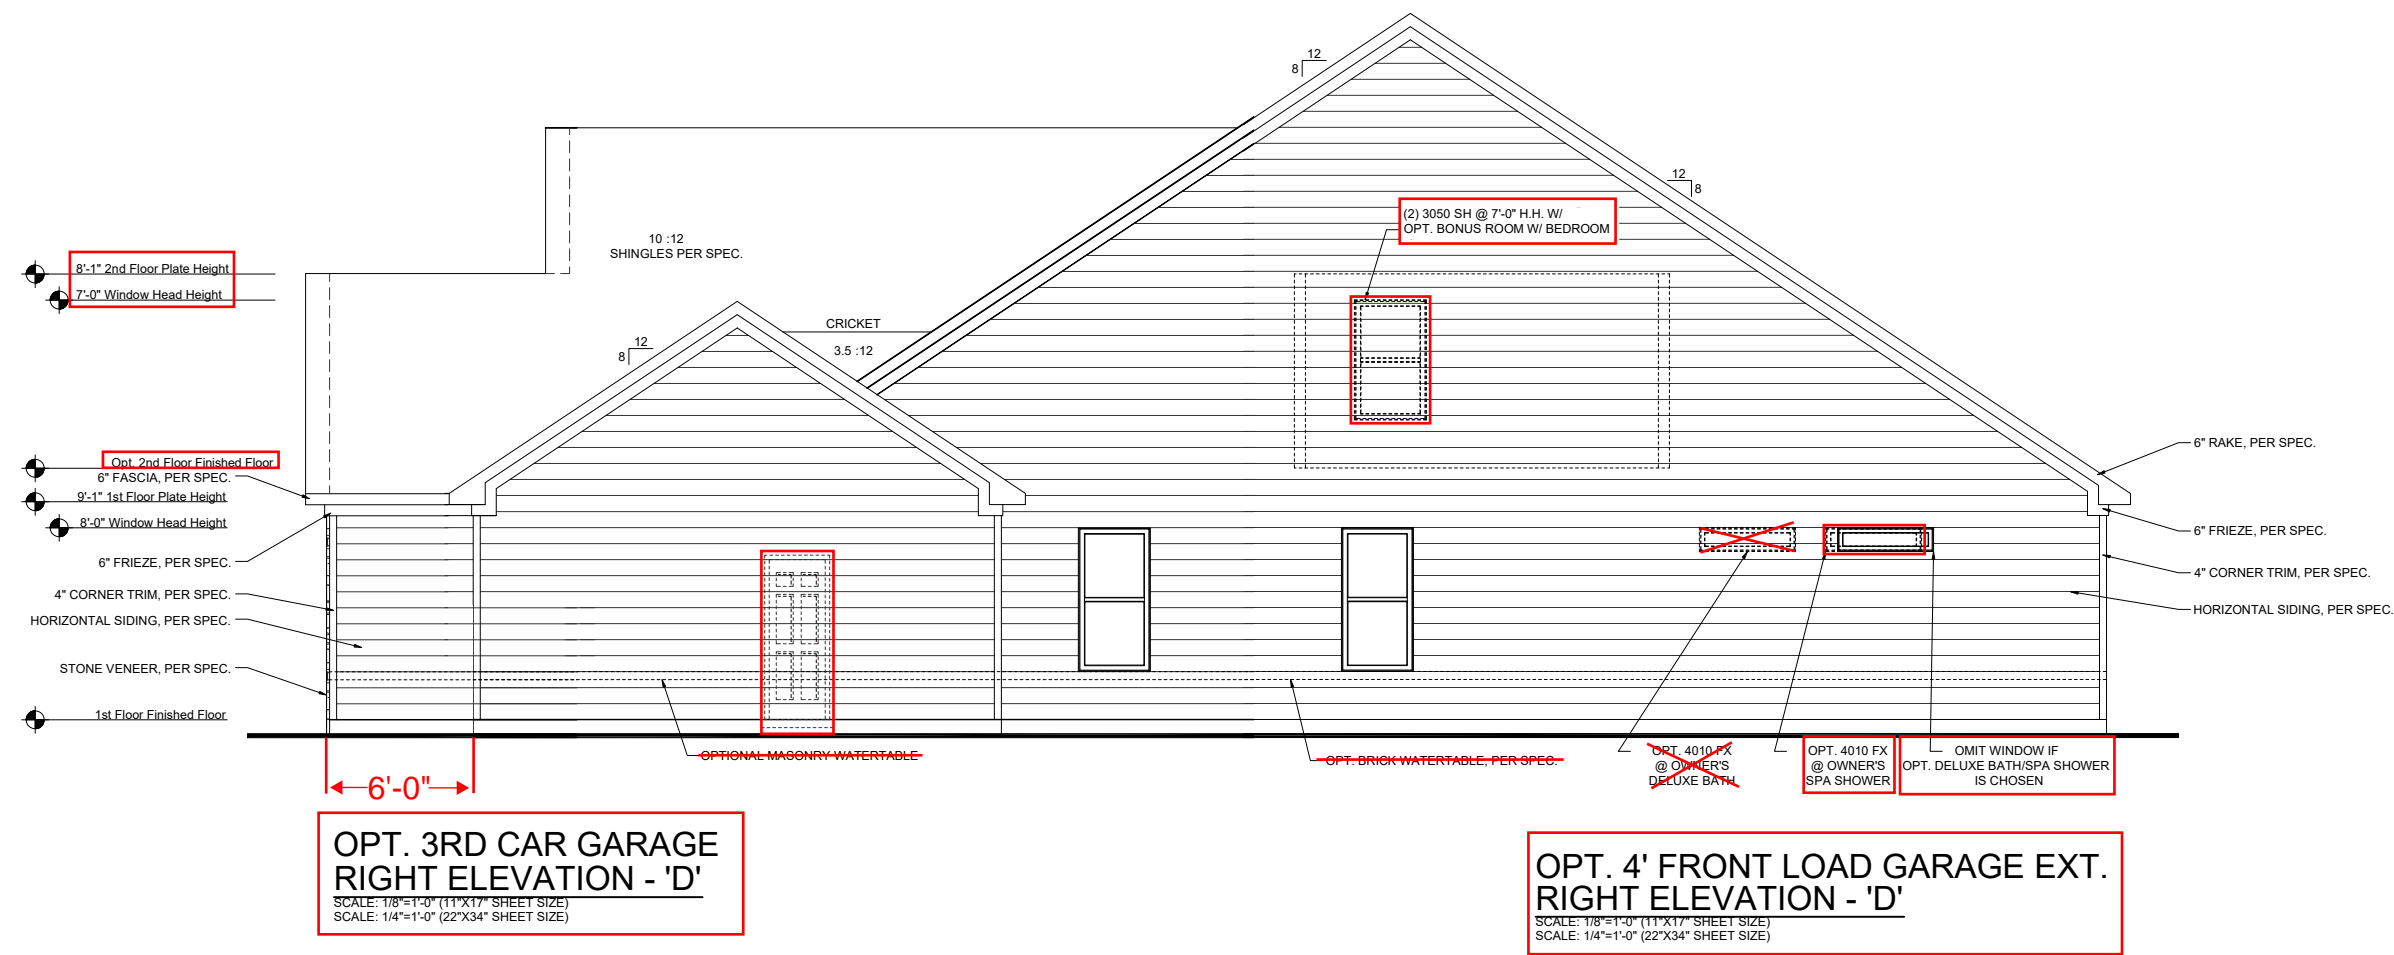 12
8
12
8
(2) 3050 SH @ 7'-0" H.H. W/
OPT. BONUS ROOM W/ BEDROOM
10 :12
SHINGLES PER SPEC.
8'-1" 2nd Floor Plate Height
7'-0" Window Head Height
CRICKET
3.5 :12
12
8
Opt. 2nd Floor Finished Floor
6" FASCIA, PER SPEC.
9'-1" 1st Floor Plate Height
8'-0" Window Head Height
6" FRIEZE, PER SPEC.
4" CORNER TRIM, PER SPEC.
HORIZONTAL SIDING, PER SPEC.
STONE VENEER, PER SPEC.
1st Floor Finished Floor
6" RAKE, PER SPEC.
6" FRIEZE, PER SPEC.
4" CORNER TRIM, PER SPEC.
HORIZONTAL SIDING, PER SPEC.
OPTIONAL MASONRY WATERTABLE
OPT. BRICK WATERTABLE, PER SPEC.
OPT. 4010 FX
@ OWNER'S
DELUXE BATH
OPT. 4010 FX
@ OWNER'S
SPA SHOWER
OMIT WINDOW IF
OPT. DELUXE BATH/SPA SHOWER
IS CHOSEN
6'-0"
OPT. 3RD CAR GARAGE
RIGHT ELEVATION - 'D'
SCALE: 1/8"=1'-0" (11"X17" SHEET SIZE)
SCALE: 1/4"=1'-0" (22"X34" SHEET SIZE)
OPT. 4' FRONT LOAD GARAGE EXT.
RIGHT ELEVATION - 'D'
SCALE: 1/8"=1'-0" (11"X17" SHEET SIZE)
SCALE: 1/4"=1'-0" (22"X34" SHEET SIZE)